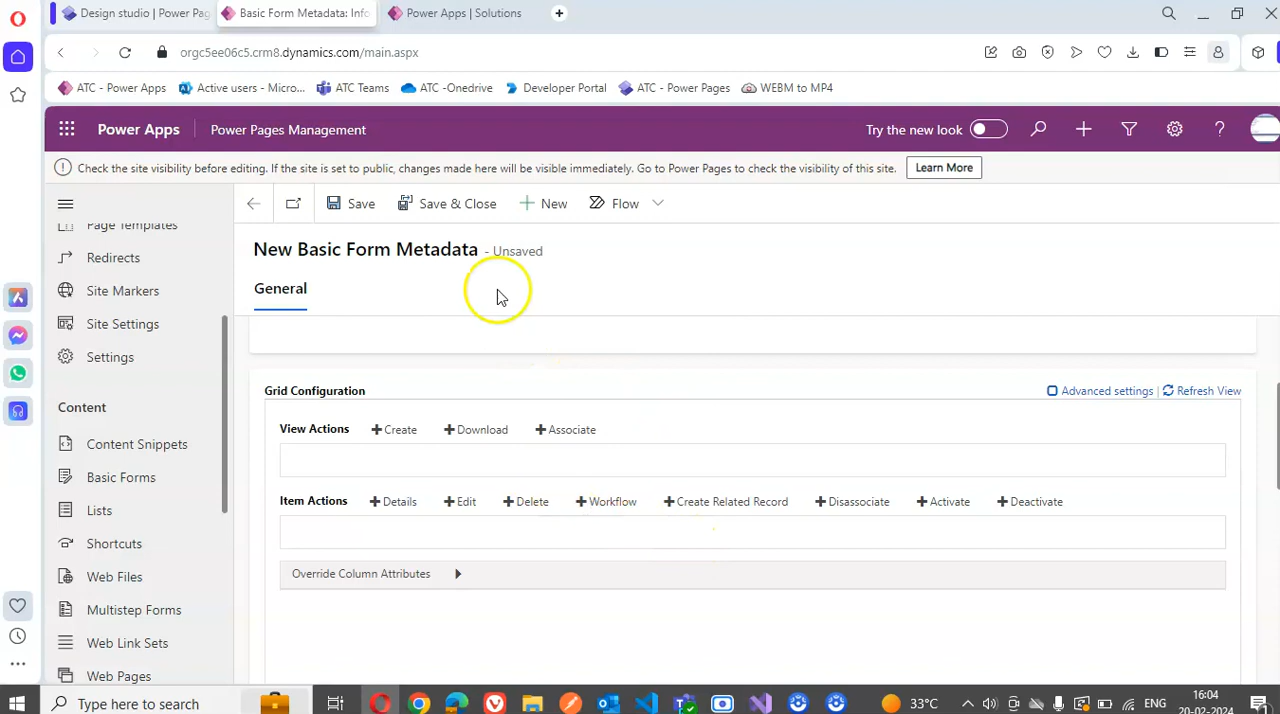 Design studio | Power Pag
Basic Form Metadata: Info
Power Apps | Solutions
orgc5ee06c5.crm8.dynamics.com/main.aspx
ATC - Power Apps
Active users - Micro...
ATC Teams
ATC -Onedrive
Developer Portal
ATC - Power Pages
WEBM to MP4
Power Apps
Power Pages Management
Try the new look
Check the site visibility before editing. If the site is set to public, changes made here will be visible immediately. Go to Power Pages to check the visibility of this site.
Learn More
Save
Save & Close
New
Flow
Page Templates
Redirects
Site Markers
Site Settings
Settings
Content
Content Snippets
Basic Forms
Lists
Shortcuts
Web Files
Multistep Forms
Web Link Sets
Web Pages
New Basic Form Metadata - Unsaved
General
Grid Configuration
Advanced settings | Refresh View
View Actions
Create
Download
Associate
Item Actions
Details
Edit
Delete
Workflow
Create Related Record
Disassociate
Activate
Deactivate
Override Column Attributes
Type here to search
33°C
ENG
16:04
20-02-2024